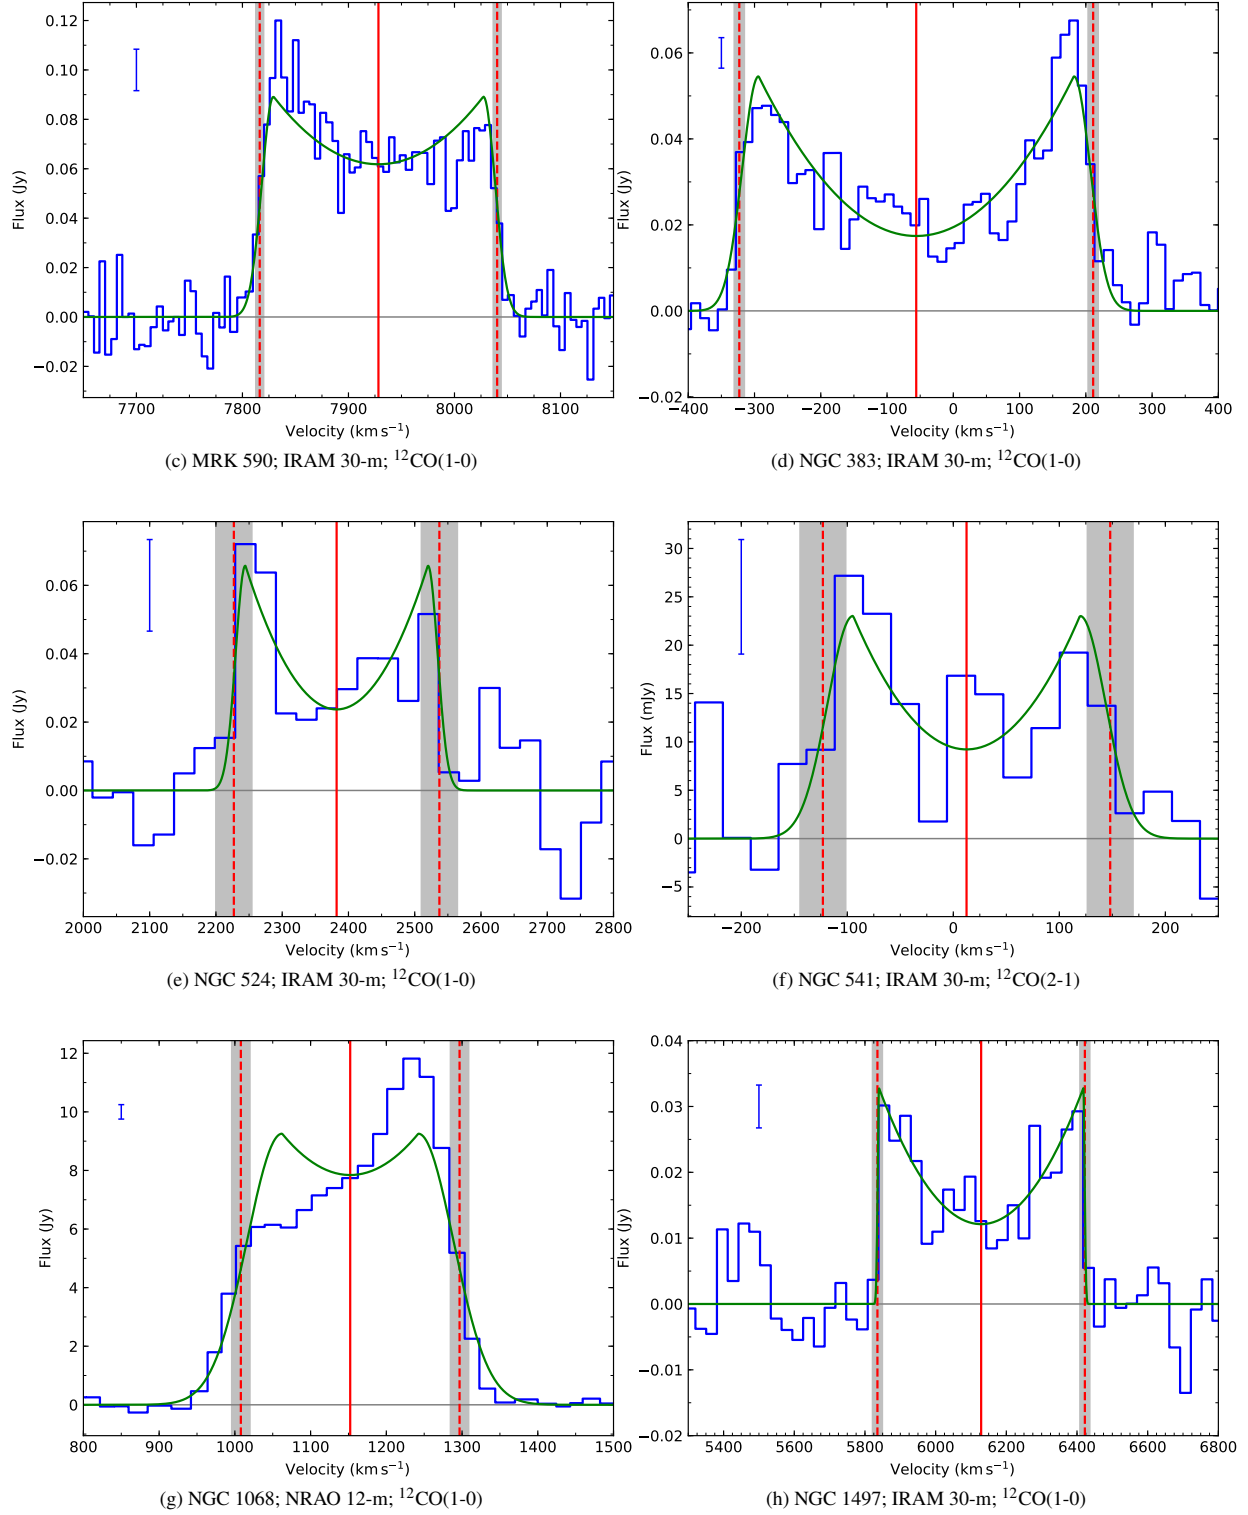 0.12
0.10
0.08
0.06
0.04
0.02
0.00
−0.02
Flux (Jy)
7700 7800 7900 8000 8100
Velocity (km s⁻¹)
(c) MRK 590; IRAM 30-m; ¹²CO(1-0)
0.06
0.04
0.02
0.00
−0.02
Flux (Jy)
−400 −300 −200 −100 0 100 200 300 400
Velocity (km s⁻¹)
(d) NGC 383; IRAM 30-m; ¹²CO(1-0)
0.06
0.04
0.02
0.00
−0.02
Flux (Jy)
2000 2100 2200 2300 2400 2500 2600 2700 2800
Velocity (km s⁻¹)
(e) NGC 524; IRAM 30-m; ¹²CO(1-0)
30
25
20
15
10
5
0
−5
Flux (mJy)
−200 −100 0 100 200
Velocity (km s⁻¹)
(f) NGC 541; IRAM 30-m; ¹²CO(2-1)
12
10
8
6
4
2
0
Flux (Jy)
800 900 1000 1100 1200 1300 1400 1500
Velocity (km s⁻¹)
(g) NGC 1068; NRAO 12-m; ¹²CO(1-0)
0.04
0.03
0.02
0.01
0.00
−0.01
−0.02
Flux (Jy)
5400 5600 5800 6000 6200 6400 6600 6800
Velocity (km s⁻¹)
(h) NGC 1497; IRAM 30-m; ¹²CO(1-0)